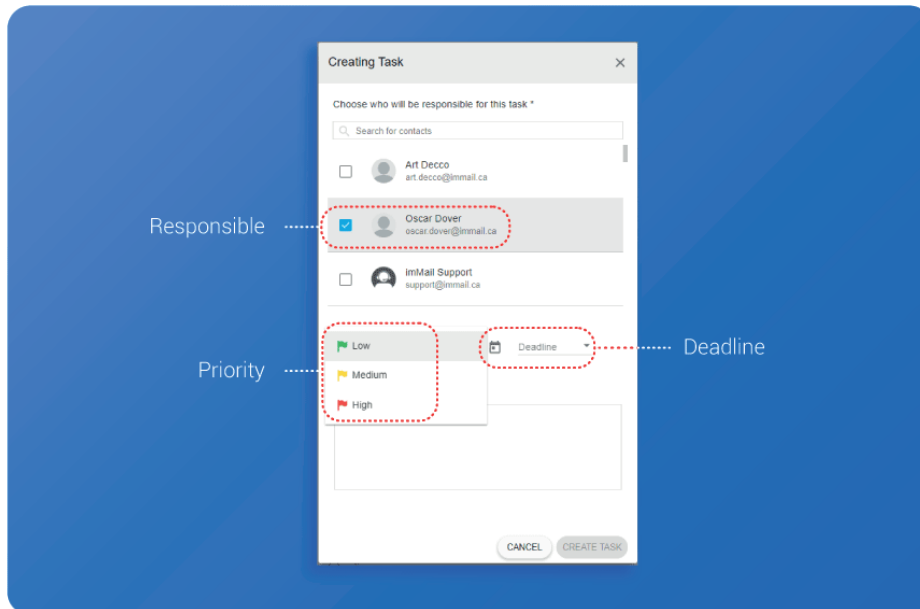 Creating Task
Choose who will be responsible for this task *
Search for contacts
Art Decco
art.decco@immail.ca
Responsible
Oscar Dover
oscar.dover@immail.ca
imMail Support
support@immail.ca
Low
Deadline
Deadline
Priority
Medium
High
CANCEL
CREATE TASK